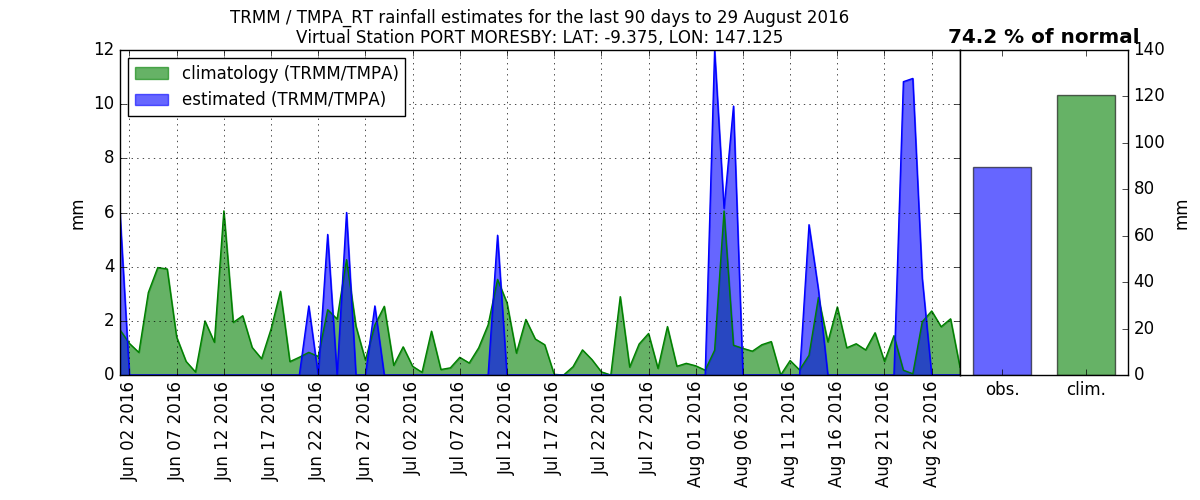 TRMM / TMPA_RT rainfall estimates for the last 90 days to 29 August 2016
Virtual Station PORT MORESBY: LAT: -9.375, LON: 147.125
74.2 % of normal
climatology (TRMM/TMPA)
estimated (TRMM/TMPA)
12
10
8
6
4
2
0
mm
140
120
100
80
60
40
20
0
mm
Jun 02 2016
Jun 07 2016
Jun 12 2016
Jun 17 2016
Jun 22 2016
Jun 27 2016
Jul 02 2016
Jul 07 2016
Jul 12 2016
Jul 17 2016
Jul 22 2016
Jul 27 2016
Aug 01 2016
Aug 06 2016
Aug 11 2016
Aug 16 2016
Aug 21 2016
Aug 26 2016
obs.
clim.